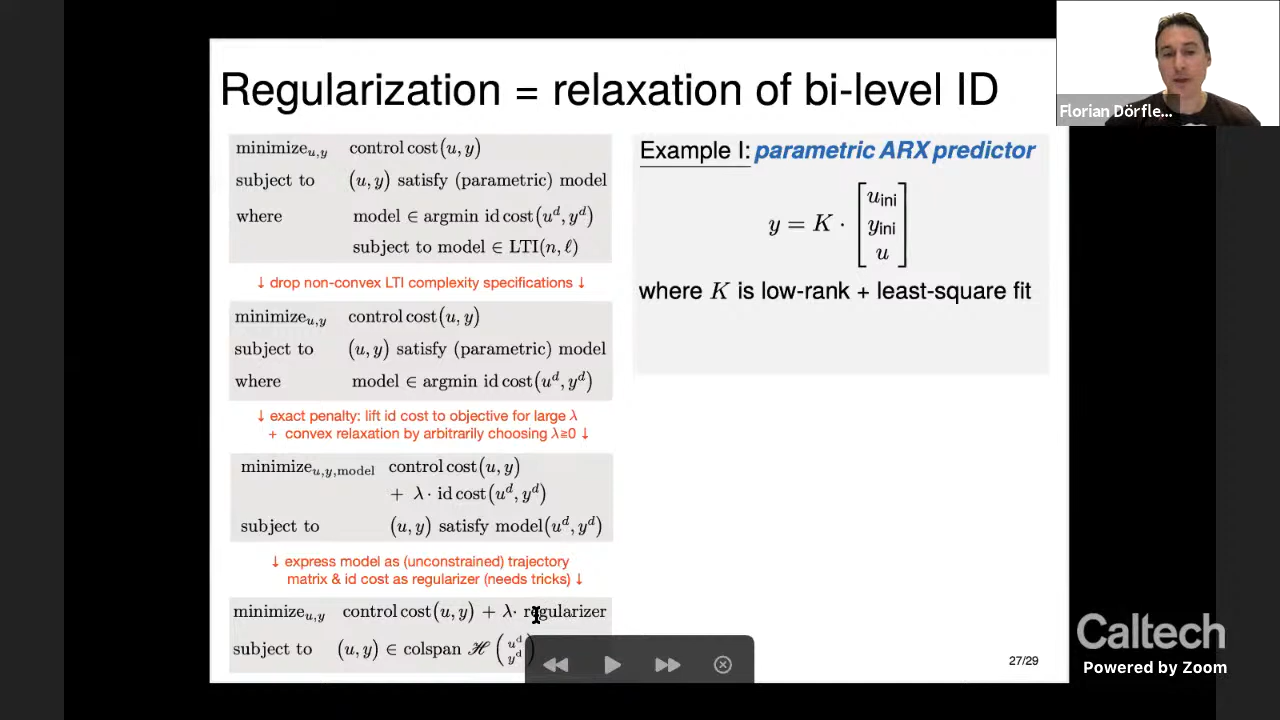 Regularization = relaxation of bi-level ID
minimize_{u,y} control cost(u, y)
subject to (u, y) satisfy (parametric) model
where model ∈ argmin id cost(u^d, y^d)
subject to model ∈ LTI(n, ℓ)
↓ drop non-convex LTI complexity specifications ↓
minimize_{u,y} control cost(u, y)
subject to (u, y) satisfy (parametric) model
where model ∈ argmin id cost(u^d, y^d)
↓ exact penalty: lift id cost to objective for large λ
+ convex relaxation by arbitrarily choosing λ≧0 ↓
minimize_{u,y,model} control cost(u, y)
+ λ· id cost(u^d, y^d)
subject to (u, y) satisfy model(u^d, y^d)
↓ express model as (unconstrained) trajectory
matrix & id cost as regularizer (needs tricks) ↓
minimize_{u,y} control cost(u, y) + λ· regularizer
subject to (u, y) ∈ colspan ℋ (u^d y^d)
Example I: parametric ARX predictor
y = K · [u_ini y_ini u]
where K is low-rank + least-square fit
27/29
Florian Dörfle...
Caltech
Powered by Zoom